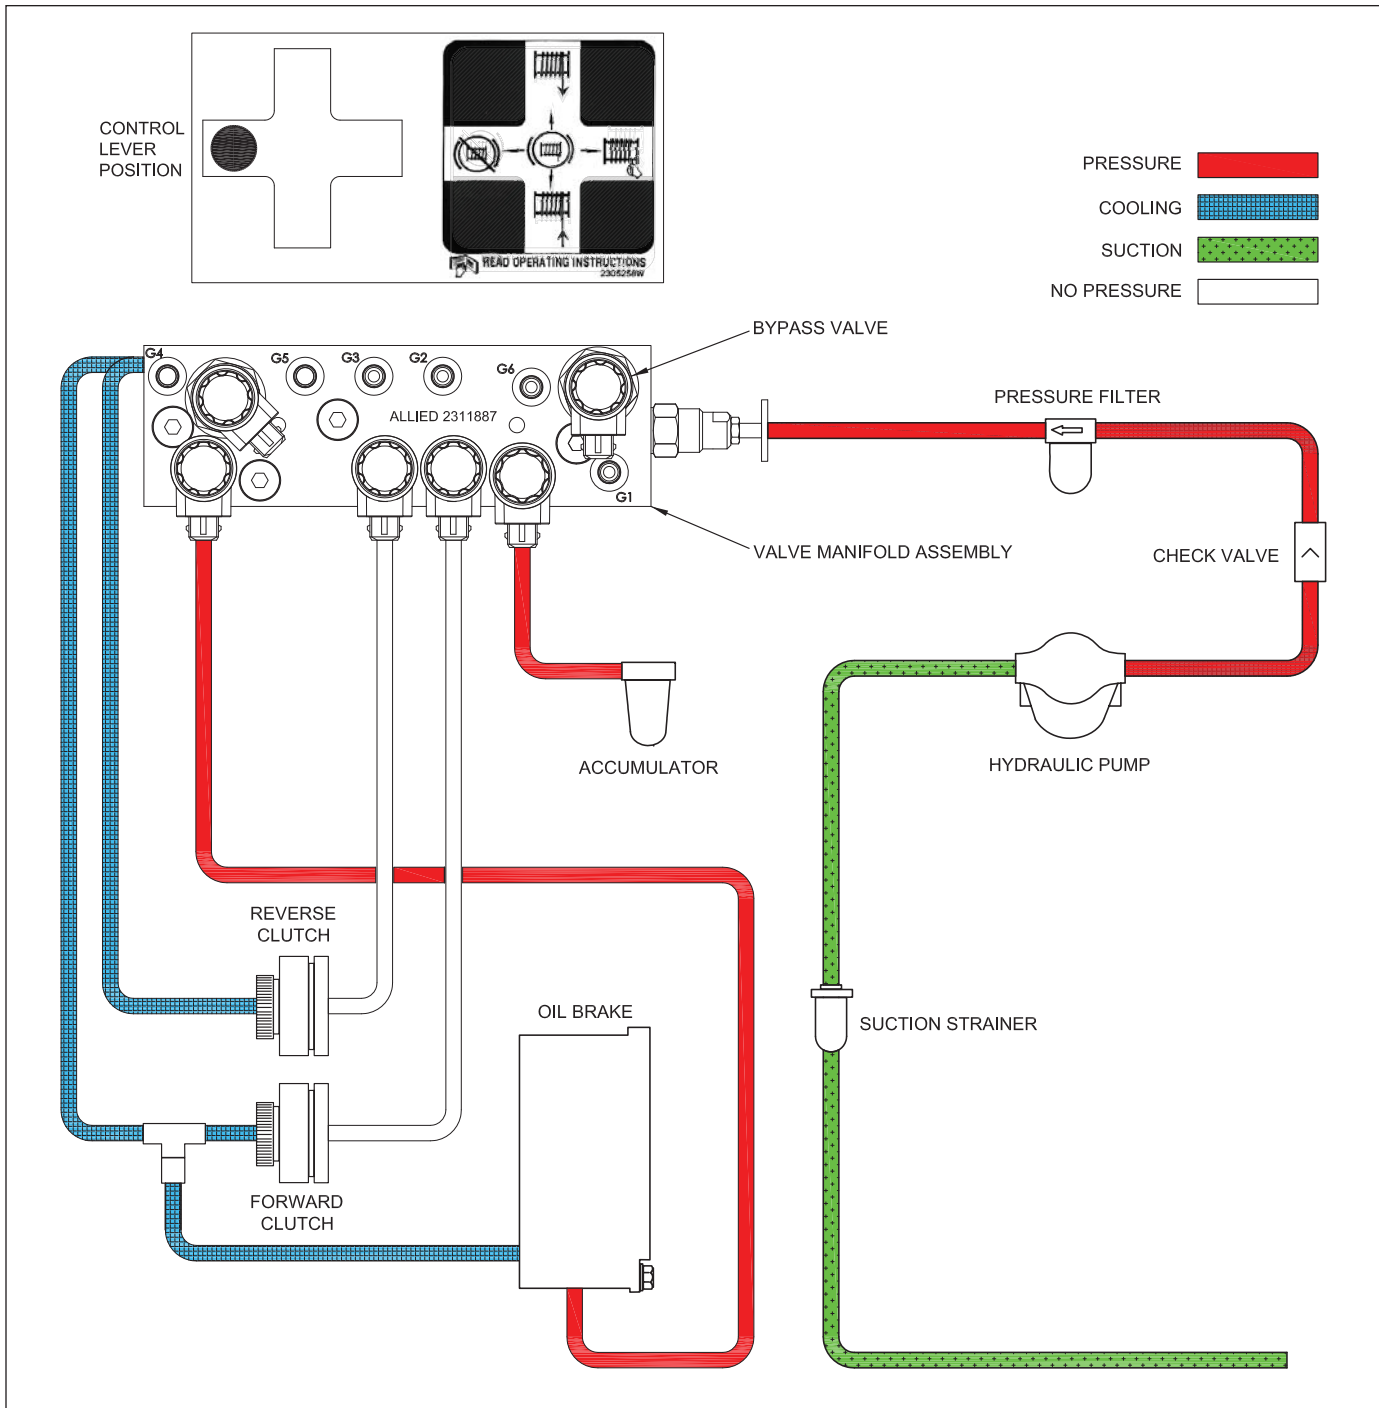 CONTROL
LEVER
POSITION
READ OPERATING INSTRUCTIONS
2305258W
PRESSURE
COOLING
SUCTION
NO PRESSURE
BYPASS VALVE
G4
G5
G3
G2
G6
ALLIED 2311887
G1
PRESSURE FILTER
VALVE MANIFOLD ASSEMBLY
CHECK VALVE
ACCUMULATOR
HYDRAULIC PUMP
REVERSE
CLUTCH
OIL BRAKE
SUCTION STRAINER
FORWARD
CLUTCH